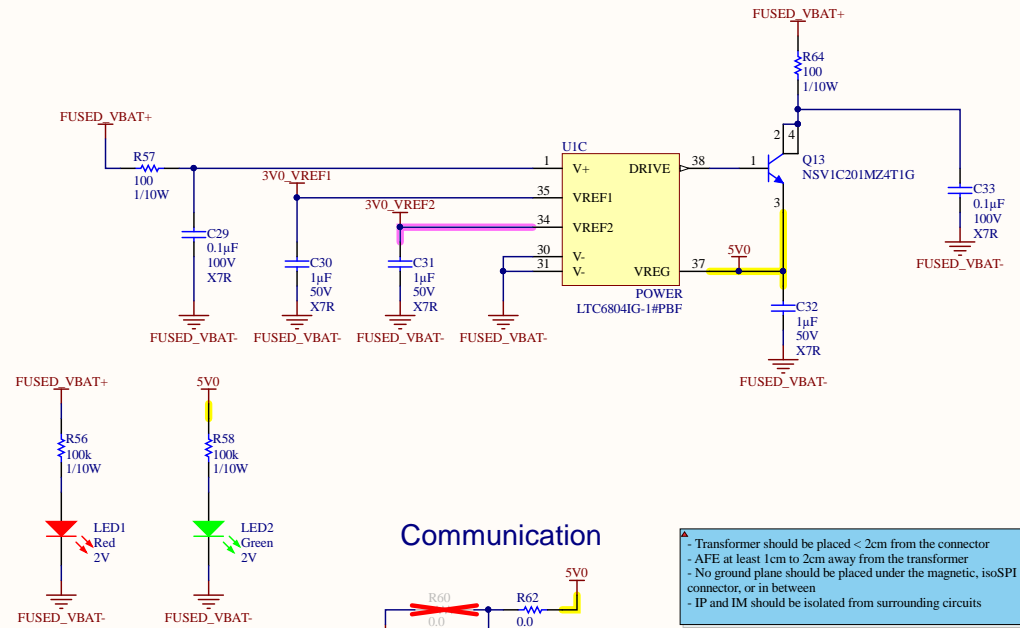 FUSED_VBAT+
R64
100
1/10W
FUSED_VBAT+
R57
100
1/10W
U1C
1
V+
DRIVE
38
1
2
4
Q13
NSV1C201MZ4T1G
3
3V0_VREF1
35
VREF1
3V0_VREF2
34
VREF2
C33
0.1µF
100V
X7R
FUSED_VBAT-
C29
0.1µF
100V
X7R
FUSED_VBAT-
C30
1µF
50V
X7R
FUSED_VBAT-
C31
1µF
50V
X7R
FUSED_VBAT-
30
V-
31
V-
VREG
37
5V0
POWER
LTC6804IG-1#PBF
FUSED_VBAT-
C32
1µF
50V
X7R
FUSED_VBAT-
FUSED_VBAT+
R56
100k
1/10W
LED1
Red
2V
FUSED_VBAT-
5V0
R58
100k
1/10W
LED2
Green
2V
FUSED_VBAT-
Communication
- Transformer should be placed < 2cm from the connector
- AFE at least 1cm to 2cm away from the transformer
- No ground plane should be placed under the magnetic, isoSPI
connector, or in between
- IP and IM should be isolated from surrounding circuits
5V0
R60
0.0
R62
0.0